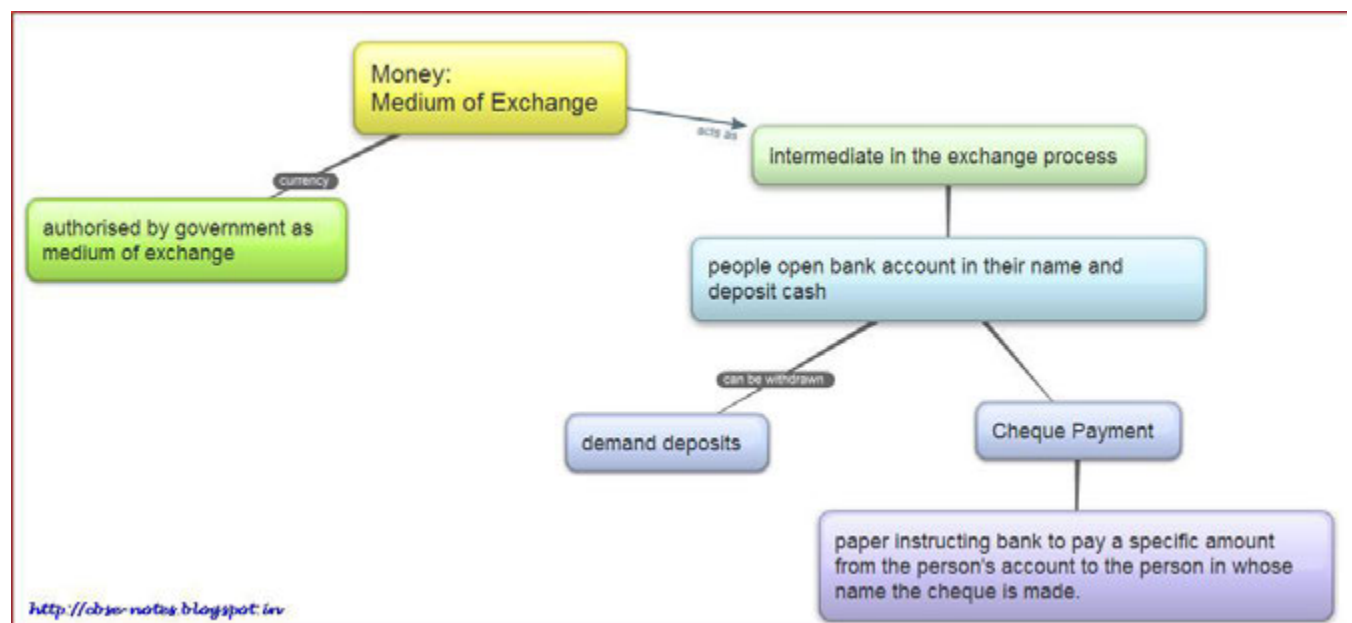 Money:
Medium of Exchange
acts as
intermediate in the exchange process
currency
authorised by government as
medium of exchange
people open bank account in their name and
deposit cash
can be withdrawn
demand deposits
Cheque Payment
paper instructing bank to pay a specific amount
from the person's account to the person in whose
name the cheque is made.
http://cbse-notes.blogspot.in